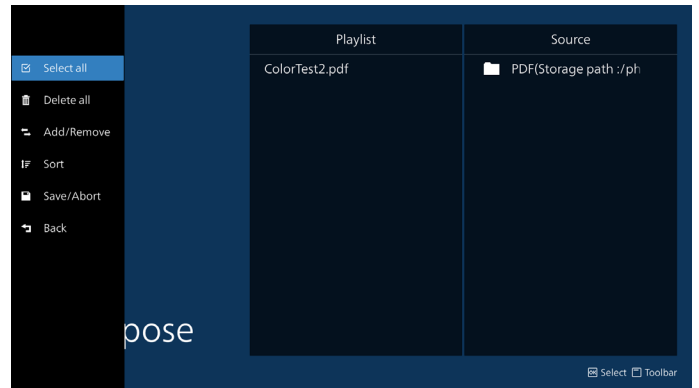 Playlist
Source
Select all
ColorTest2.pdf
PDF(Storage path :/ph
Delete all
Add/Remove
Sort
Save/Abort
Back
pose
Select
Toolbar